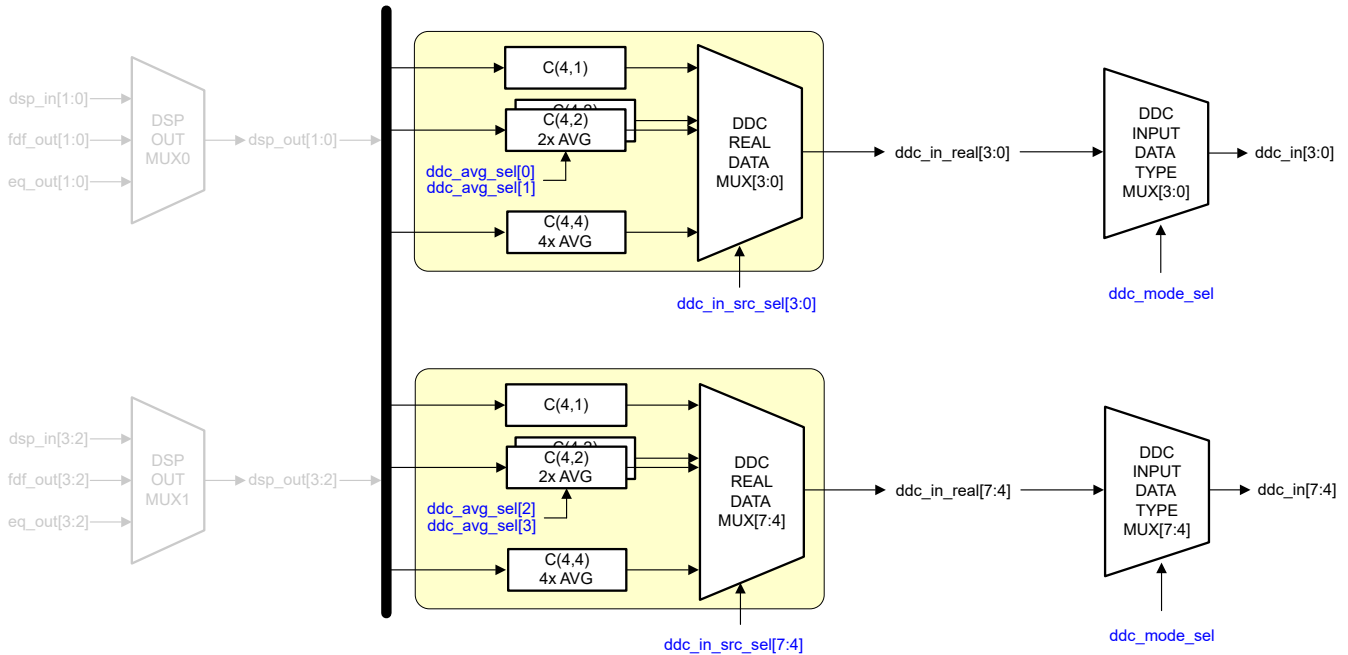 dsp_in[1:0]
fdf_out[1:0]
eq_out[1:0]
DSP
OUT
MUX0
dsp_out[1:0]
C(4,1)
C(4,2)
C(4,2)
2x AVG
ddc_avg_sel[0]
ddc_avg_sel[1]
C(4,4)
4x AVG
DDC
REAL
DATA
MUX[3:0]
ddc_in_src_sel[3:0]
ddc_in_real[3:0]
DDC
INPUT
DATA
TYPE
MUX[3:0]
ddc_mode_sel
ddc_in[3:0]
dsp_in[3:2]
fdf_out[3:2]
eq_out[3:2]
DSP
OUT
MUX1
dsp_out[3:2]
C(4,1)
C(4,2)
C(4,2)
2x AVG
ddc_avg_sel[2]
ddc_avg_sel[3]
C(4,4)
4x AVG
DDC
REAL
DATA
MUX[7:4]
ddc_in_src_sel[7:4]
ddc_in_real[7:4]
DDC
INPUT
DATA
TYPE
MUX[7:4]
ddc_mode_sel
ddc_in[7:4]